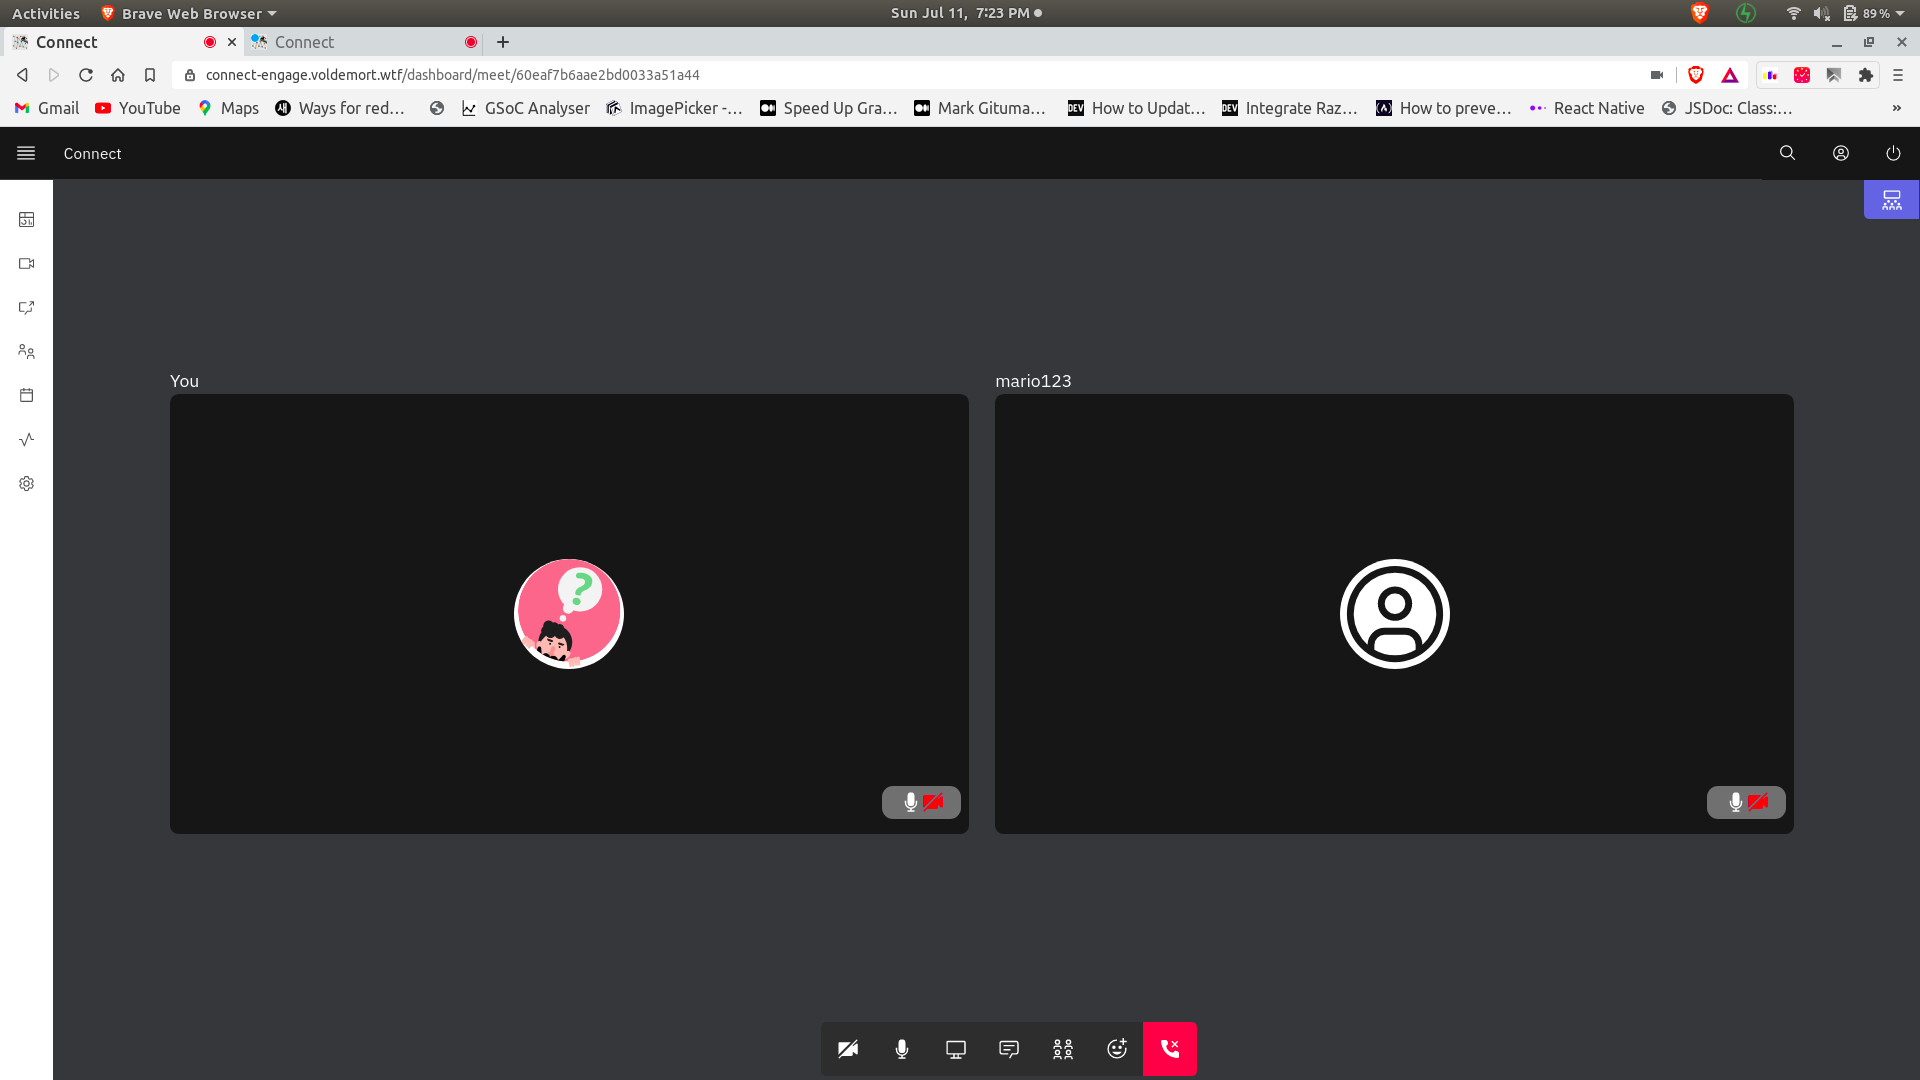 Activities Brave Web Browser Sun Jul 11, 7:23 PM 89%
Connect Connect
connect-engage.voldemort.wtf/dashboard/meet/60eaf7b6aae2bd0033a51a44
Gmail YouTube Maps Ways for red... GSoC Analyser ImagePicker -... Speed Up Gra... Mark Gituma... DEV How to Updat... DEV Integrate Raz... How to preve... React Native JSDoc: Class:... »
Connect
You mario123
?